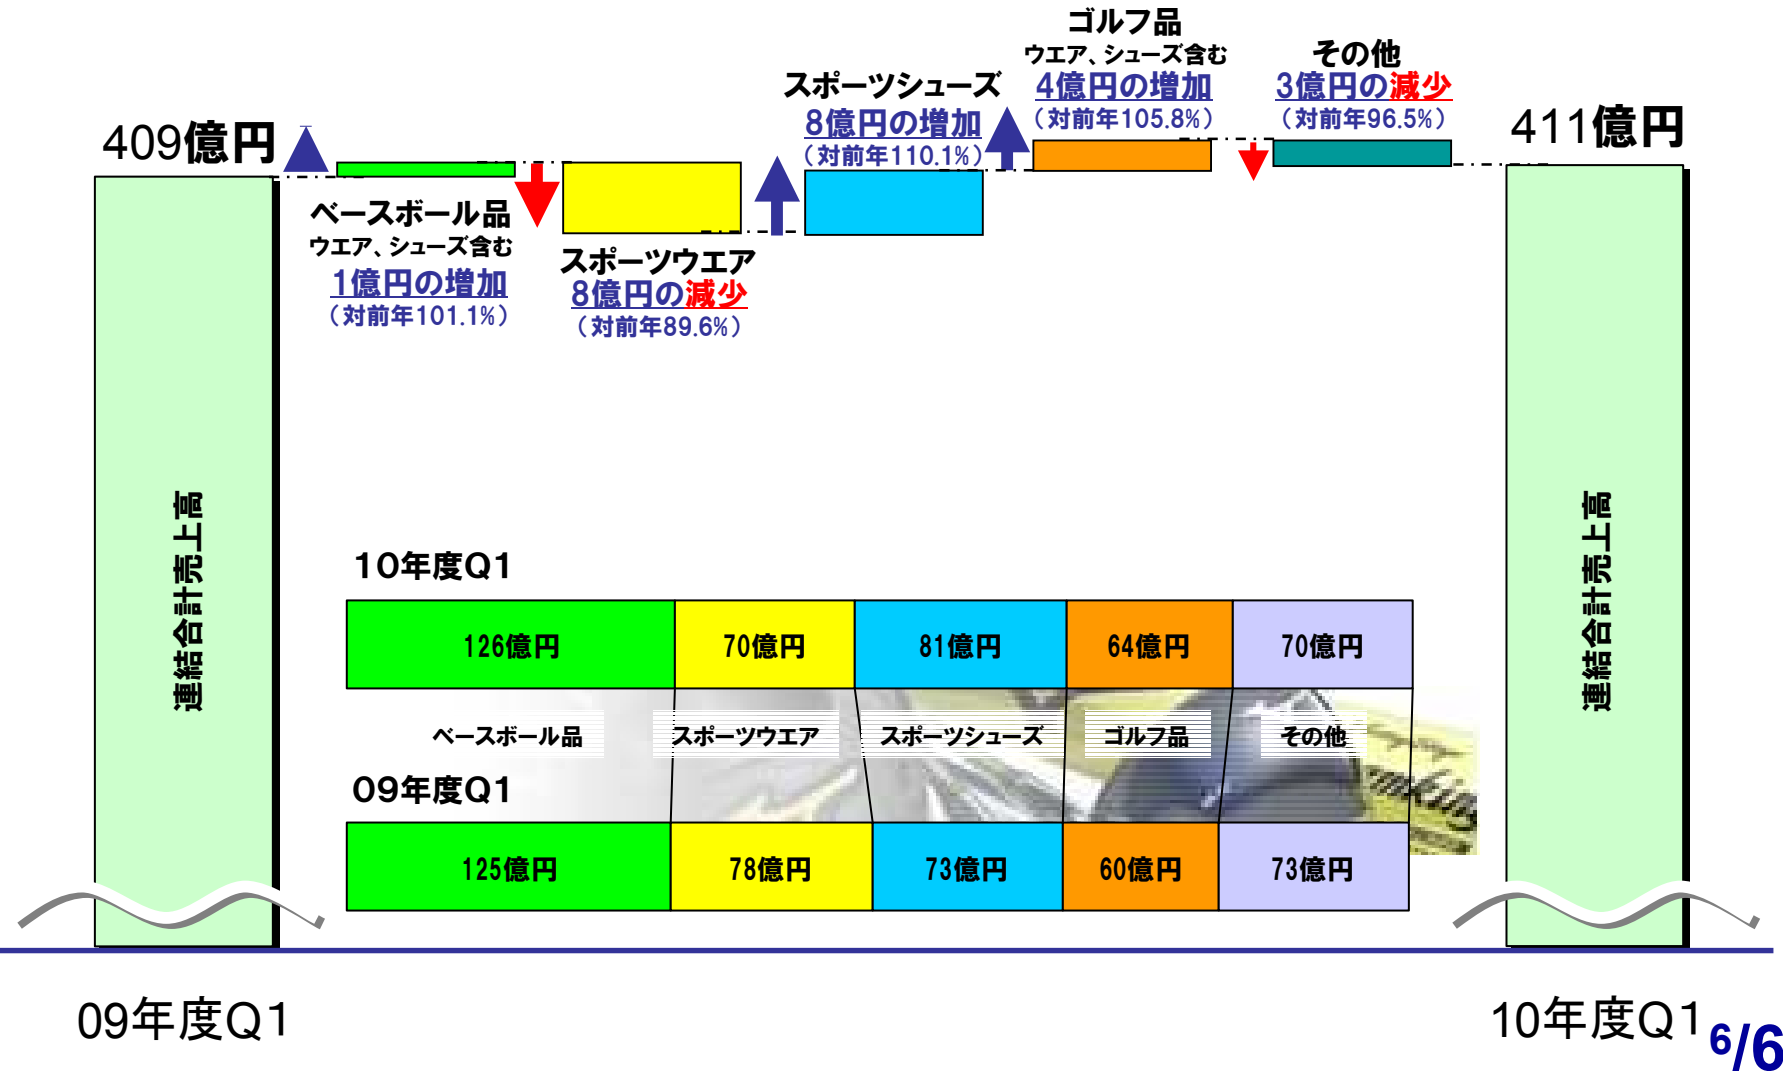 409億円
ベースボール品
ウエア、シューズ含む
1億円の増加
（対前年101.1%）
スポーツウエア
8億円の減少
（対前年89.6%）
スポーツシューズ
8億円の増加
（対前年110.1%）
ゴルフ品
ウエア、シューズ含む
4億円の増加
（対前年105.8%）
その他
3億円の減少
（対前年96.5%）
411億円
連結合計売上高
連結合計売上高
10年度Q1
126億円
70億円
81億円
64億円
70億円
ベースボール品
スポーツウエア
スポーツシューズ
ゴルフ品
その他
09年度Q1
125億円
78億円
73億円
60億円
73億円
09年度Q1
10年度Q1
6/6